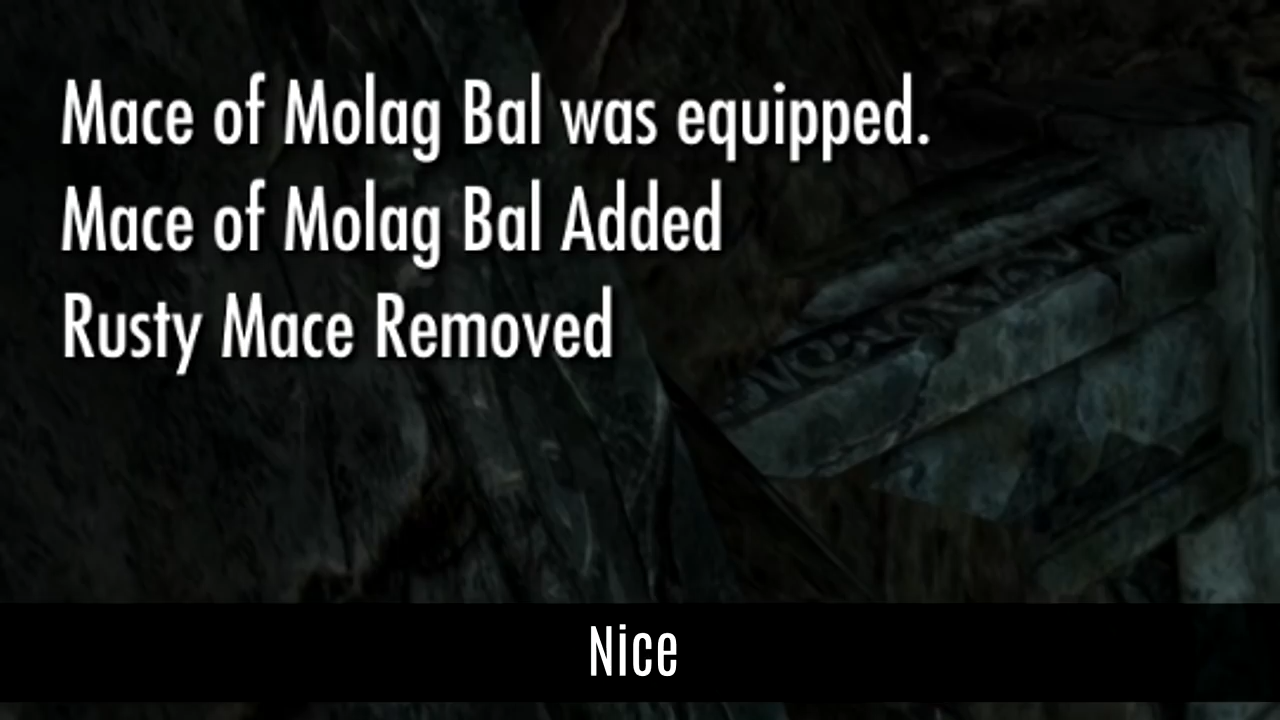 Mace of Molag Bal was equipped.
Mace of Molag Bal Added
Rusty Mace Removed
Nice